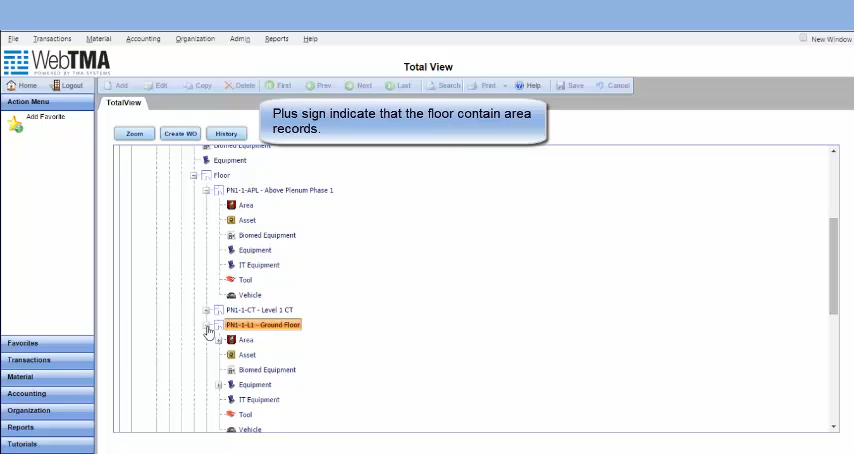 File Transactions Material Accounting Organization Admin Reports Help New Window
WebTMA
POWERED BY TMA SYSTEMS
Total View
Home Logout Add Edit Copy Delete First Prev Next Last Search Print Help Save Cancel
Action Menu
Add Favorite
TotalView
Plus sign indicate that the floor contain area
records.
Zoom Create WO History
Biomed Equipment
Equipment
Floor
PN1-1-APL - Above Plenum Phase 1
Area
Asset
Biomed Equipment
Equipment
IT Equipment
Tool
Vehicle
PN1-1-CT - Level 1 CT
PN1-1-L1 - Ground Floor
Area
Asset
Biomed Equipment
Equipment
IT Equipment
Tool
Vehicle
Favorites
Transactions
Material
Accounting
Organization
Reports
Tutorials